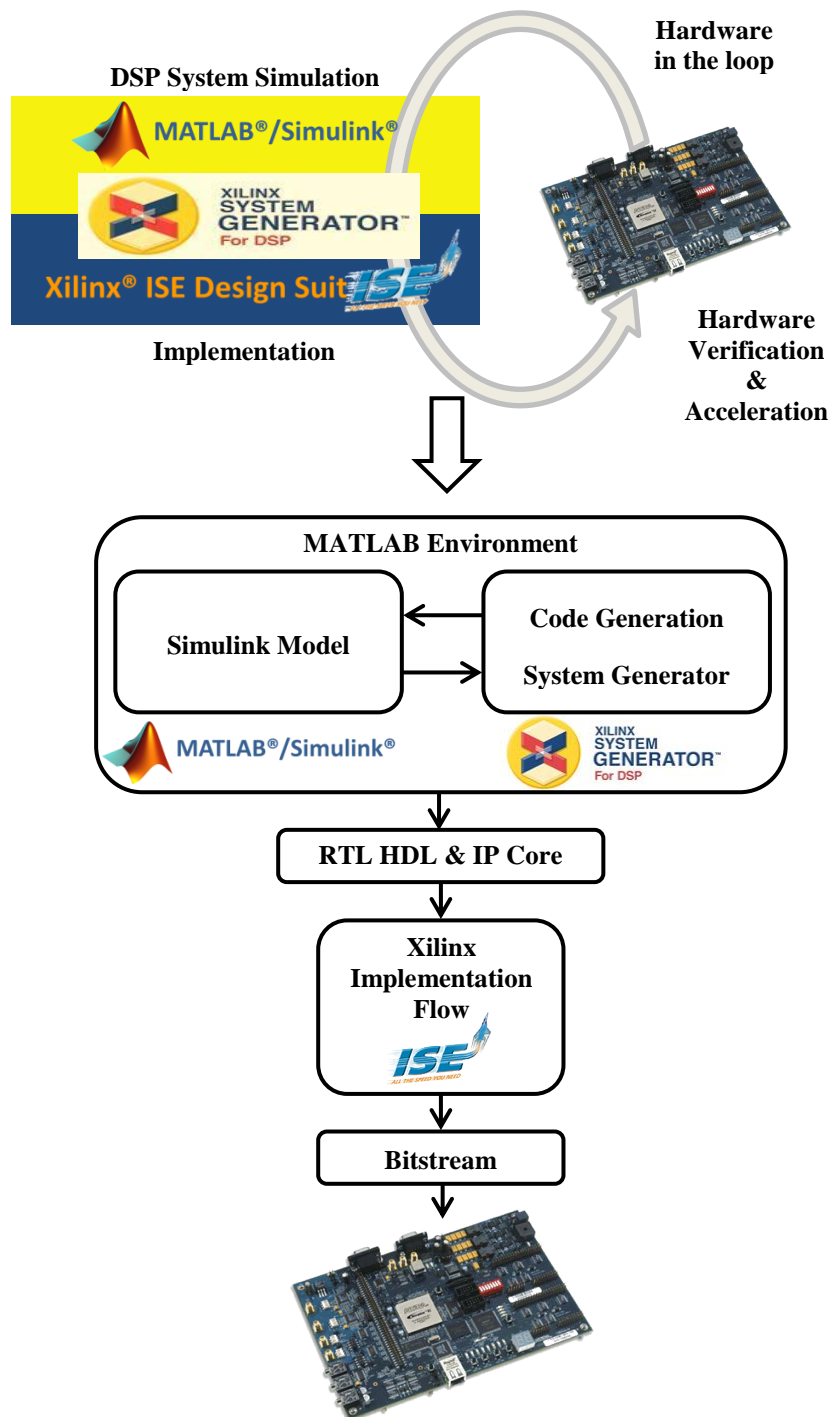 Hardware
in the loop
DSP System Simulation
MATLAB®/Simulink®
XILINX
SYSTEM
GENERATOR™
For DSP
Xilinx® ISE Design Suit
ISE
Implementation
Hardware
Verification
&
Acceleration
MATLAB Environment
Simulink Model
Code Generation
System Generator
MATLAB®/Simulink®
XILINX
SYSTEM
GENERATOR™
For DSP
RTL HDL & IP Core
Xilinx
Implementation
Flow
ISE
ALL THE SPEED YOU NEED
Bitstream